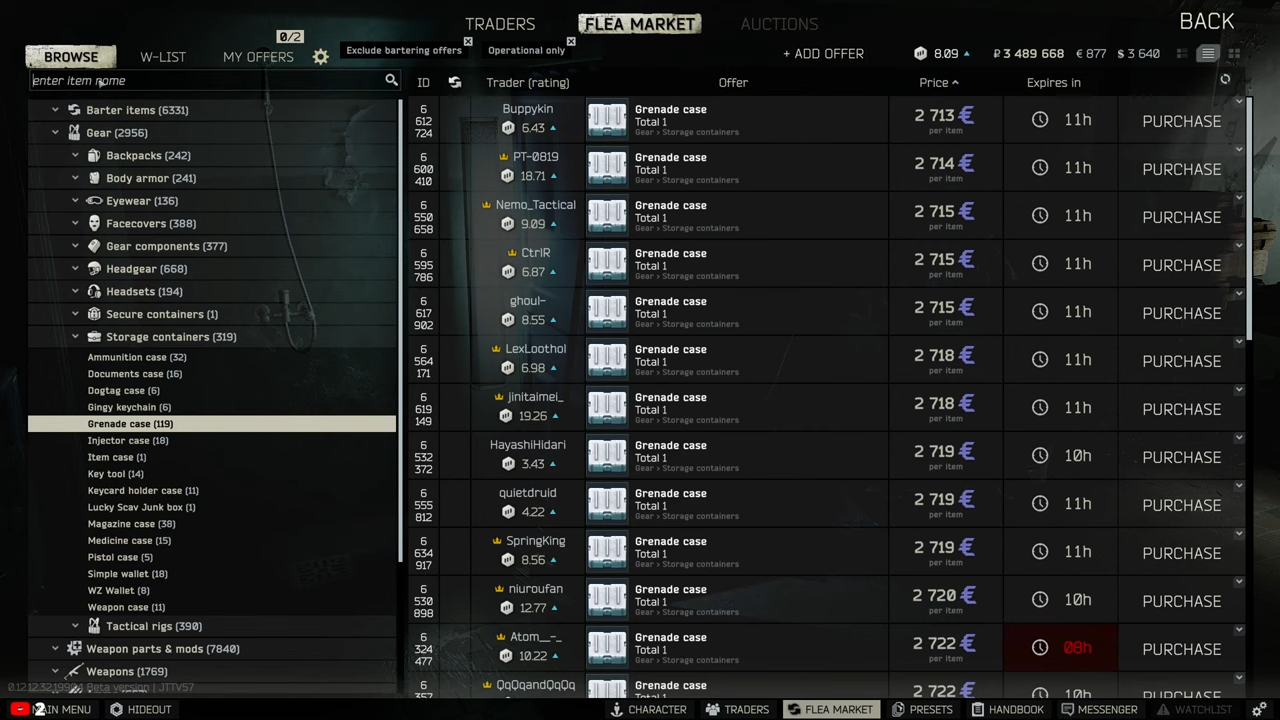 TRADERS
FLEA MARKET
AUCTIONS
BACK
0/2
BROWSE
W-LIST
MY OFFERS
Exclude bartering offers
Operational only
+ ADD OFFER
8.09
₽ 3 489 668
€ 877
$ 3 640
enter item name
ID
Trader (rating)
Offer
Price
Expires in
Barter items (6331)
Gear (2956)
Backpacks (242)
Body armor (241)
Eyewear (136)
Facecovers (388)
Gear components (377)
Headgear (668)
Headsets (194)
Secure containers (1)
Storage containers (319)
Ammunition case (32)
Documents case (16)
Dogtag case (6)
Gingy keychain (6)
Grenade case (119)
Injector case (18)
Item case (1)
Key tool (14)
Keycard holder case (11)
Lucky Scav Junk box (1)
Magazine case (38)
Medicine case (15)
Pistol case (5)
Simple wallet (18)
WZ Wallet (8)
Weapon case (11)
Tactical rigs (390)
Weapon parts & mods (7840)
Weapons (1769)
6
612
724
Buppykin
6.43
Grenade case
Total 1
Gear › Storage containers
2 713 €
per item
11h
PURCHASE
6
600
410
PT-0819
18.71
Grenade case
Total 1
Gear › Storage containers
2 714 €
per item
11h
PURCHASE
6
550
658
Nemo_Tactical
9.09
Grenade case
Total 1
Gear › Storage containers
2 715 €
per item
11h
PURCHASE
6
595
786
CtrlR
6.87
Grenade case
Total 1
Gear › Storage containers
2 715 €
per item
11h
PURCHASE
6
617
902
ghoul-
8.55
Grenade case
Total 1
Gear › Storage containers
2 715 €
per item
11h
PURCHASE
6
564
171
LexLoothol
6.98
Grenade case
Total 1
Gear › Storage containers
2 718 €
per item
11h
PURCHASE
6
619
149
jinitaimei_
19.26
Grenade case
Total 1
Gear › Storage containers
2 718 €
per item
11h
PURCHASE
6
532
372
HayashiHidari
3.43
Grenade case
Total 1
Gear › Storage containers
2 719 €
per item
10h
PURCHASE
6
555
812
quietdruid
4.22
Grenade case
Total 1
Gear › Storage containers
2 719 €
per item
11h
PURCHASE
6
634
917
SpringKing
8.56
Grenade case
Total 1
Gear › Storage containers
2 719 €
per item
11h
PURCHASE
6
530
898
niuroufan
12.77
Grenade case
Total 1
Gear › Storage containers
2 720 €
per item
10h
PURCHASE
6
324
477
Atom__-_
10.22
Grenade case
Total 1
Gear › Storage containers
2 722 €
per item
08h
PURCHASE
6
QqQqandQqQq
Grenade case
Total 1
2 722 €
10h
PURCHASE
Beta version | JTTV57
MAIN MENU
HIDEOUT
CHARACTER
TRADERS
FLEA MARKET
PRESETS
HANDBOOK
MESSENGER
WATCHLIST